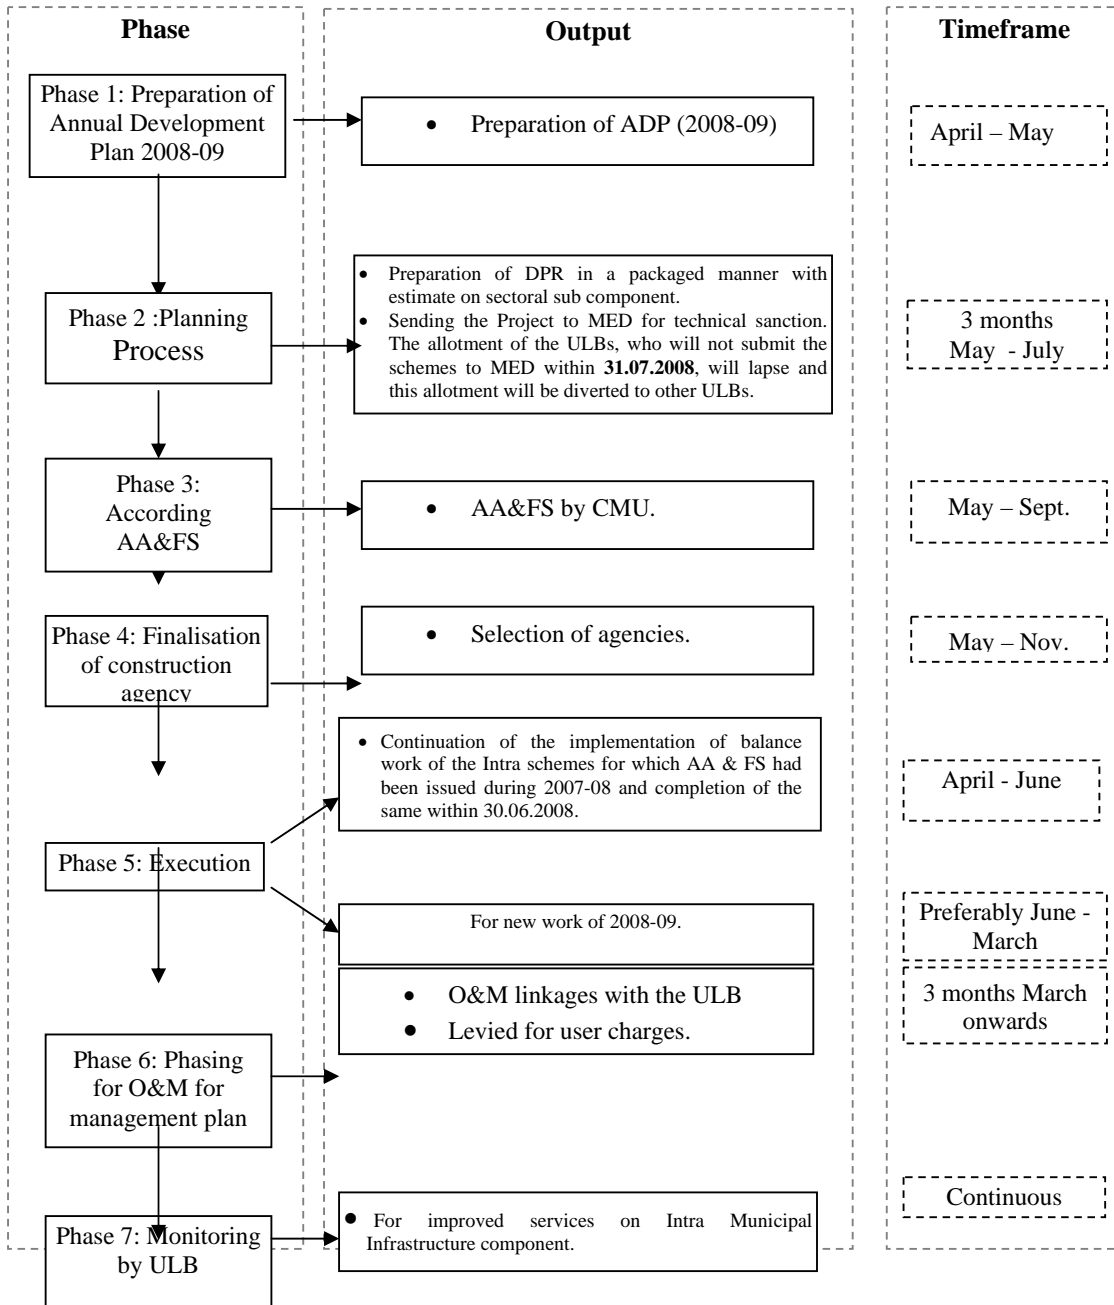 Phase
Output
Timeframe
Phase 1: Preparation of
Annual Development
Plan 2008-09
• Preparation of ADP (2008-09)
April – May
Phase 2 :Planning
Process
• Preparation of DPR in a packaged manner with
estimate on sectoral sub component.
• Sending the Project to MED for technical sanction.
The allotment of the ULBs, who will not submit the
schemes to MED within 31.07.2008, will lapse and
this allotment will be diverted to other ULBs.
3 months
May - July
Phase 3:
According
AA&FS
• AA&FS by CMU.
May – Sept.
Phase 4: Finalisation
of construction
agency
• Selection of agencies.
May – Nov.
• Continuation of the implementation of balance
work of the Intra schemes for which AA & FS had
been issued during 2007-08 and completion of the
same within 30.06.2008.
April - June
Phase 5: Execution
For new work of 2008-09.
Preferably June -
March
• O&M linkages with the ULB
• Levied for user charges.
3 months March
onwards
Phase 6: Phasing
for O&M for
management plan
Phase 7: Monitoring
by ULB
• For improved services on Intra Municipal
Infrastructure component.
Continuous